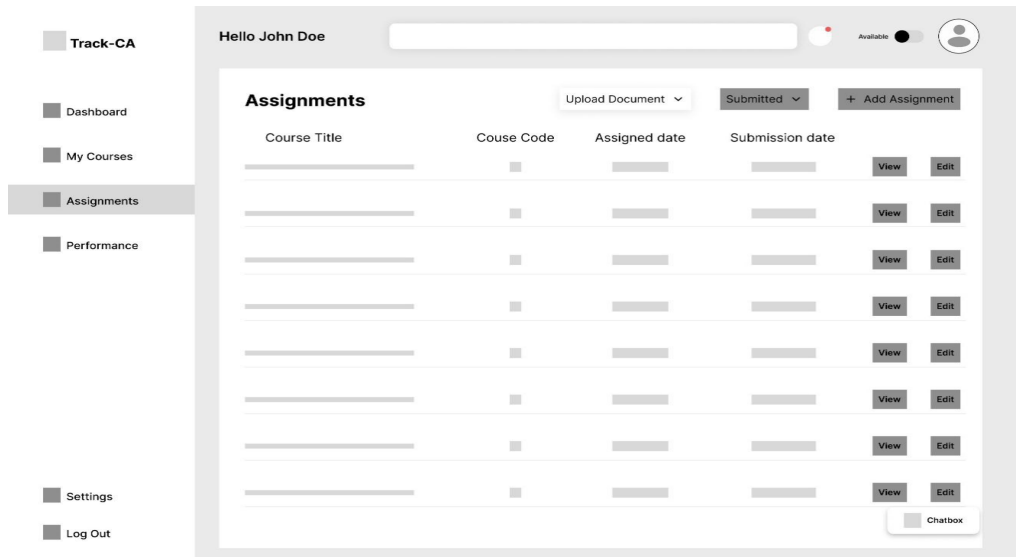 Track-CA
Hello John Doe
Available
Dashboard
My Courses
Assignments
Performance
Settings
Log Out
Assignments
Upload Document
Submitted
+ Add Assignment
Course Title Couse Code Assigned date Submission date
View Edit
View Edit
View Edit
View Edit
View Edit
View Edit
View Edit
View Edit
Chatbox